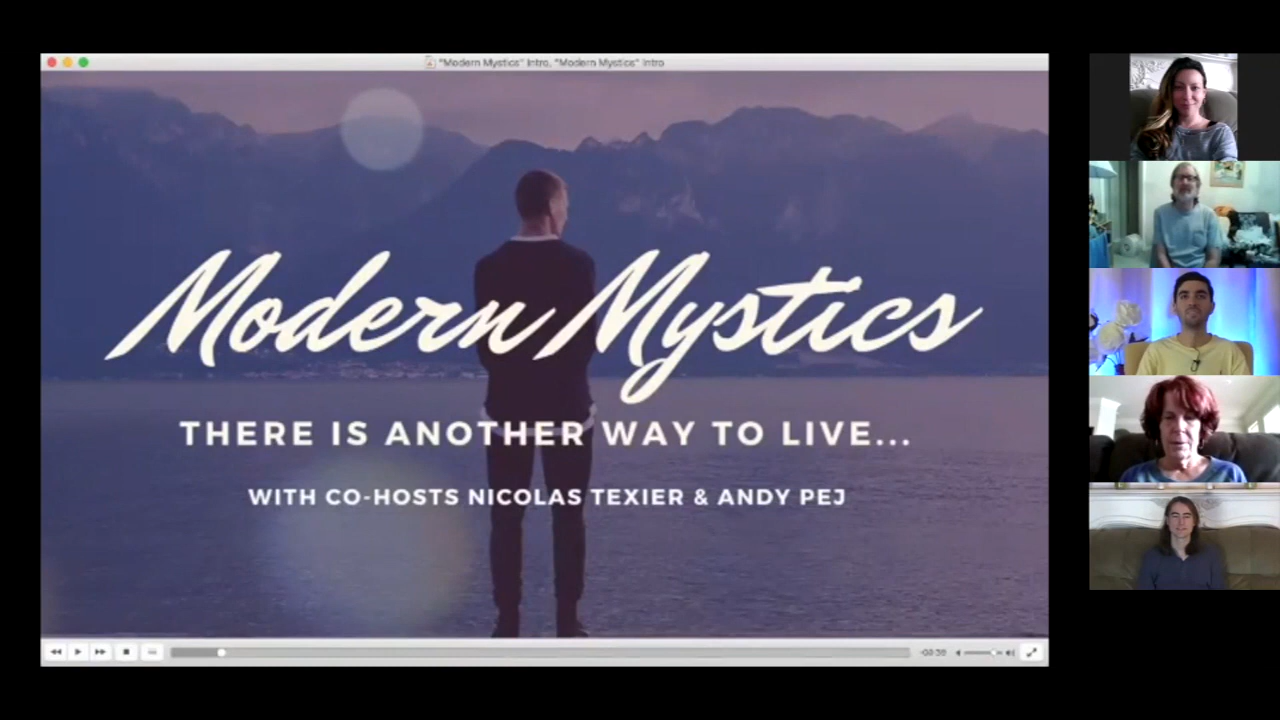 "Modern Mystics" Intro, "Modern Mystics" Intro
Modern Mystics
THERE IS ANOTHER WAY TO LIVE...
WITH CO-HOSTS NICOLAS TEXIER & ANDY PEJ